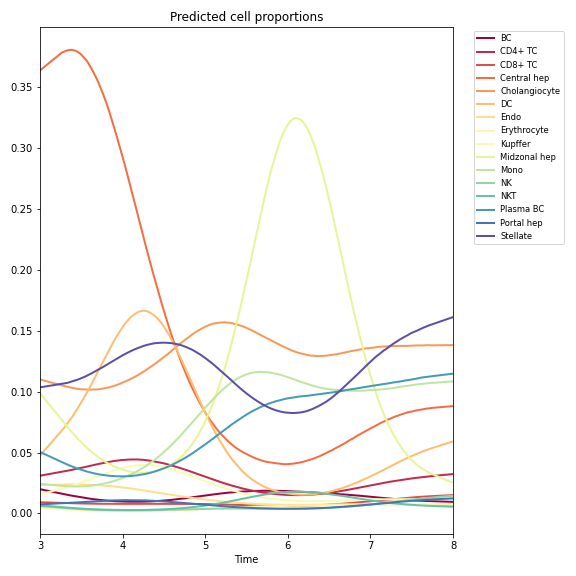 Predicted cell proportions
0.35
0.30
0.25
0.20
0.15
0.10
0.05
0.00
3 4 5 6 7 8
Time
BC
CD4+ TC
CD8+ TC
Central hep
Cholangiocyte
DC
Endo
Erythrocyte
Kupffer
Midzonal hep
Mono
NK
NKT
Plasma BC
Portal hep
Stellate